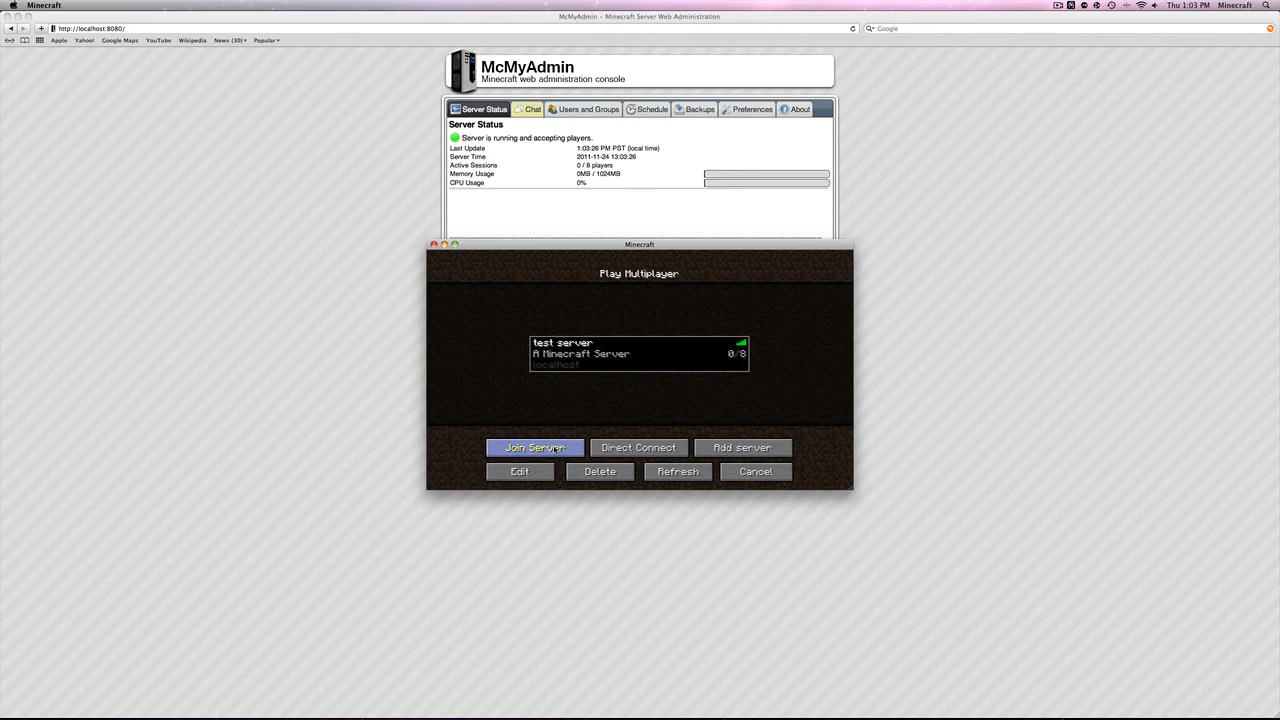 Minecraft
Thu 1:03 PM
Minecraft
McMyAdmin – Minecraft Server Web Administration
http://localhost:8080/
Google
Apple
Yahoo!
Google Maps
YouTube
Wikipedia
News (30)
Popular
McMyAdmin
Minecraft web administration console
Server Status
Chat
Users and Groups
Schedule
Backups
Preferences
About
Server Status
Server is running and accepting players.
Last Update 1:03:26 PM PST (local time)
Server Time 2011-11-24 13:03:26
Active Sessions 0 / 8 players
Memory Usage 0MB / 1024MB
CPU Usage 0%
Minecraft
Play Multiplayer
test server
A Minecraft Server 0/8
localhost
Join Server
Direct Connect
Add server
Edit
Delete
Refresh
Cancel